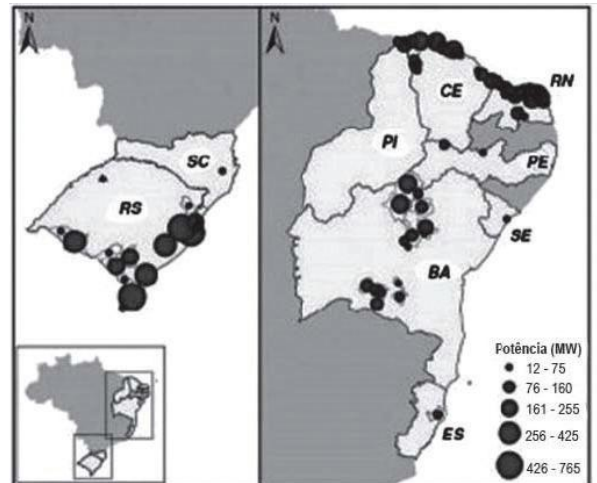 N
SC
RS
N
RN
CE
PI
PE
SE
BA
ES
Potência (MW)
12 - 75
76 - 160
161 - 255
256 - 425
426 - 765